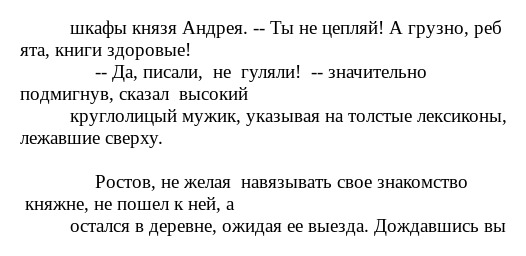 шкафы князя Андрея. -- Ты не цепляй! А грузно, реб
ята, книги здоровые!
-- Да, писали, не гуляли! -- значительно
подмигнув, сказал высокий
круглолицый мужик, указывая на толстые лексиконы,
лежавшие сверху.
Ростов, не желая навязывать свое знакомство
княжне, не пошел к ней, а
остался в деревне, ожидая ее выезда. Дождавшись вы